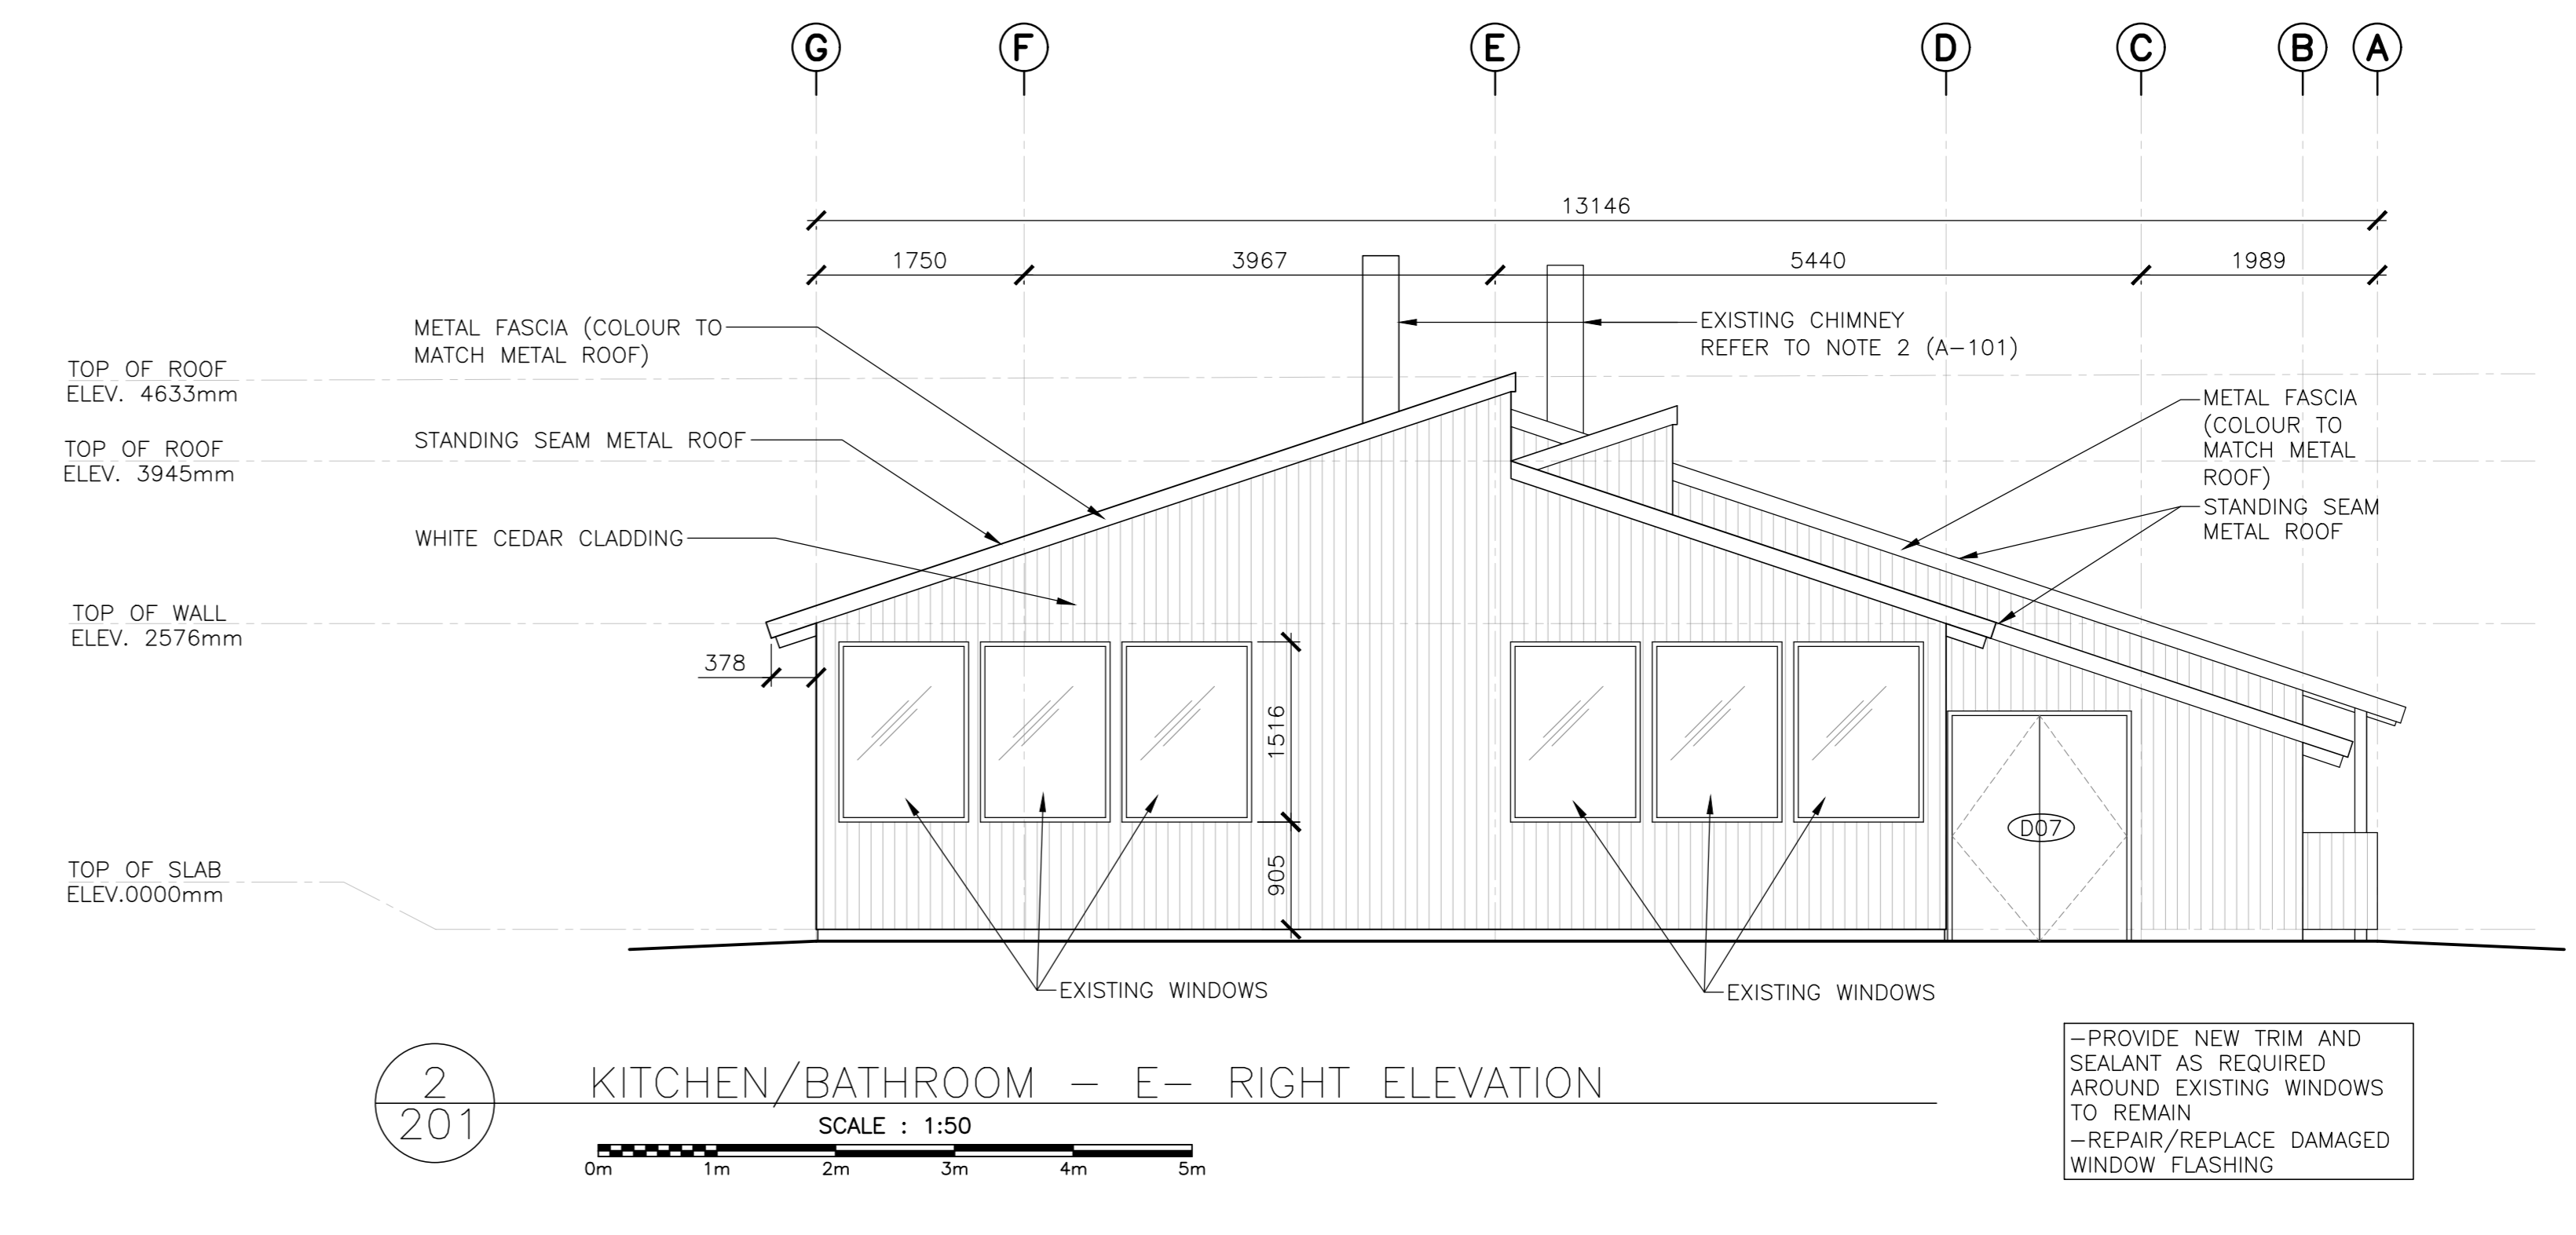 G F E D C B A
13146
1750 3967 5440 1989
METAL FASCIA (COLOUR TO
MATCH METAL ROOF)
EXISTING CHIMNEY
REFER TO NOTE 2 (A-101)
TOP OF ROOF
ELEV. 4633mm
METAL FASCIA
(COLOUR TO
MATCH METAL
ROOF)
STANDING SEAM METAL ROOF
TOP OF ROOF
ELEV. 3945mm
STANDING SEAM
METAL ROOF
WHITE CEDAR CLADDING
TOP OF WALL
ELEV. 2576mm
378
1516
905
D07
TOP OF SLAB
ELEV.0000mm
EXISTING WINDOWS
EXISTING WINDOWS
2
201
KITCHEN/BATHROOM - E- RIGHT ELEVATION
SCALE : 1:50
0m 1m 2m 3m 4m 5m
-PROVIDE NEW TRIM AND
SEALANT AS REQUIRED
AROUND EXISTING WINDOWS
TO REMAIN
-REPAIR/REPLACE DAMAGED
WINDOW FLASHING